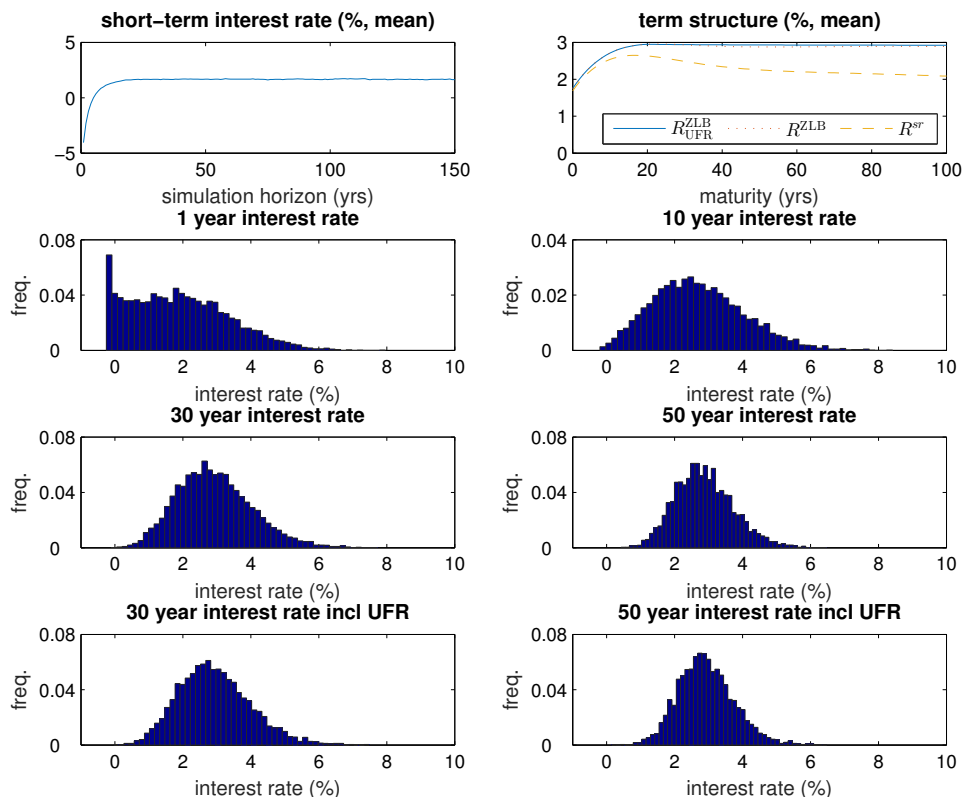 short−term interest rate (%, mean)
5
0
−5
0
50
100
150
simulation horizon (yrs)
term structure (%, mean)
3
2
1
0
R^{ZLB}_{UFR}
R^{ZLB}
R^{sr}
0
20
40
60
80
100
maturity (yrs)
1 year interest rate
freq.
0.08
0.04
0
0
2
4
6
8
10
interest rate (%)
10 year interest rate
freq.
0.04
0.02
0
0
2
4
6
8
10
interest rate (%)
30 year interest rate
freq.
0.08
0.04
0
0
2
4
6
8
10
interest rate (%)
50 year interest rate
freq.
0.08
0.04
0
0
2
4
6
8
10
interest rate (%)
30 year interest rate incl UFR
freq.
0.08
0.04
0
0
2
4
6
8
10
interest rate (%)
50 year interest rate incl UFR
freq.
0.08
0.04
0
0
2
4
6
8
10
interest rate (%)